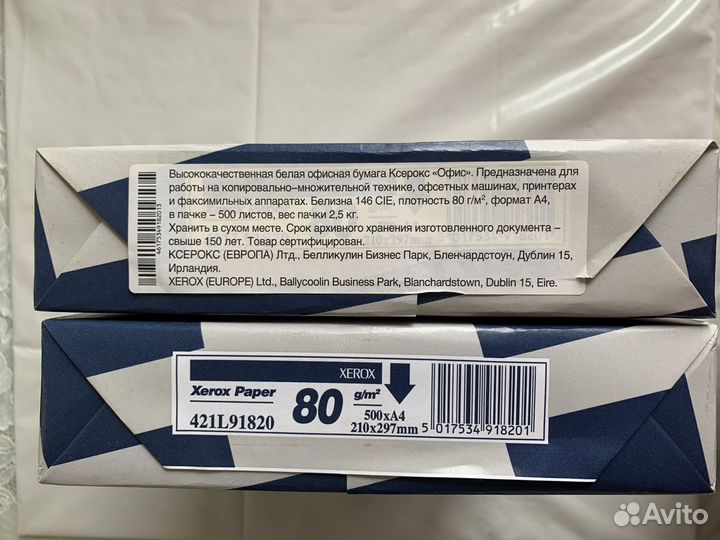 Высококачественная белая офисная бумага Ксерокс «Офис». Предназначена для
работы на копировально–множительной технике, офсетных машинах, принтерах
и факсимильных аппаратах. Белизна 146 CIE, плотность 80 г/м², формат А4,
в пачке – 500 листов, вес пачки 2,5 кг.
Хранить в сухом месте. Срок архивного хранения изготовленного документа –
свыше 150 лет. Товар сертифицирован.
КСЕРОКС (ЕВРОПА) Лтд., Белликулин Бизнес Парк, Бленчардстоун, Дублин 15,
Ирландия.
XEROX (EUROPE) Ltd., Ballycoolin Business Park, Blanchardstown, Dublin 15, Eire.
46175349182013
XEROX
Xerox Paper
80
g/m²
421L91820
500xA4
210x297mm
5 017534 918201
Avito